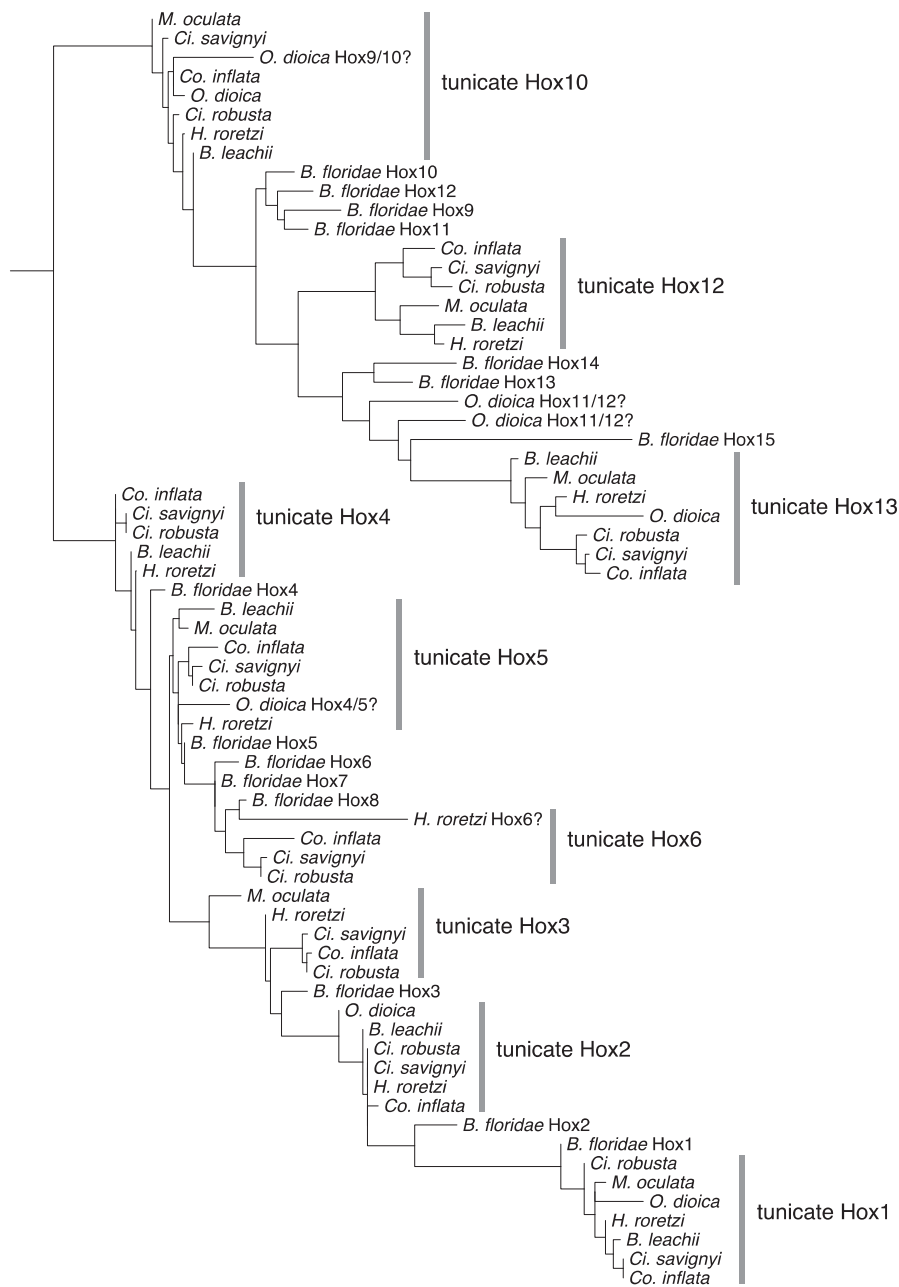 M. oculata
Ci. savignyi
O. dioica Hox9/10?
Co. inflata
O. dioica
Ci. robusta
H. roretzi
B. leachii
tunicate Hox10
B. floridae Hox10
B. floridae Hox12
B. floridae Hox9
B. floridae Hox11
Co. inflata
Ci. savignyi
Ci. robusta
M. oculata
B. leachii
H. roretzi
tunicate Hox12
B. floridae Hox14
B. floridae Hox13
O. dioica Hox11/12?
O. dioica Hox11/12?
B. floridae Hox15
B. leachii
M. oculata
H. roretzi
O. dioica
Ci. robusta
Ci. savignyi
Co. inflata
tunicate Hox13
Co. inflata
Ci. savignyi
Ci. robusta
B. leachii
H. roretzi
tunicate Hox4
B. floridae Hox4
B. leachii
M. oculata
Co. inflata
Ci. savignyi
Ci. robusta
O. dioica Hox4/5?
H. roretzi
tunicate Hox5
B. floridae Hox5
B. floridae Hox6
B. floridae Hox7
B. floridae Hox8
H. roretzi Hox6?
Co. inflata
Ci. savignyi
Ci. robusta
tunicate Hox6
M. oculata
H. roretzi
Ci. savignyi
Co. inflata
Ci. robusta
tunicate Hox3
B. floridae Hox3
O. dioica
B. leachii
Ci. robusta
Ci. savignyi
H. roretzi
Co. inflata
tunicate Hox2
B. floridae Hox2
B. floridae Hox1
Ci. robusta
M. oculata
O. dioica
H. roretzi
B. leachii
Ci. savignyi
Co. inflata
tunicate Hox1